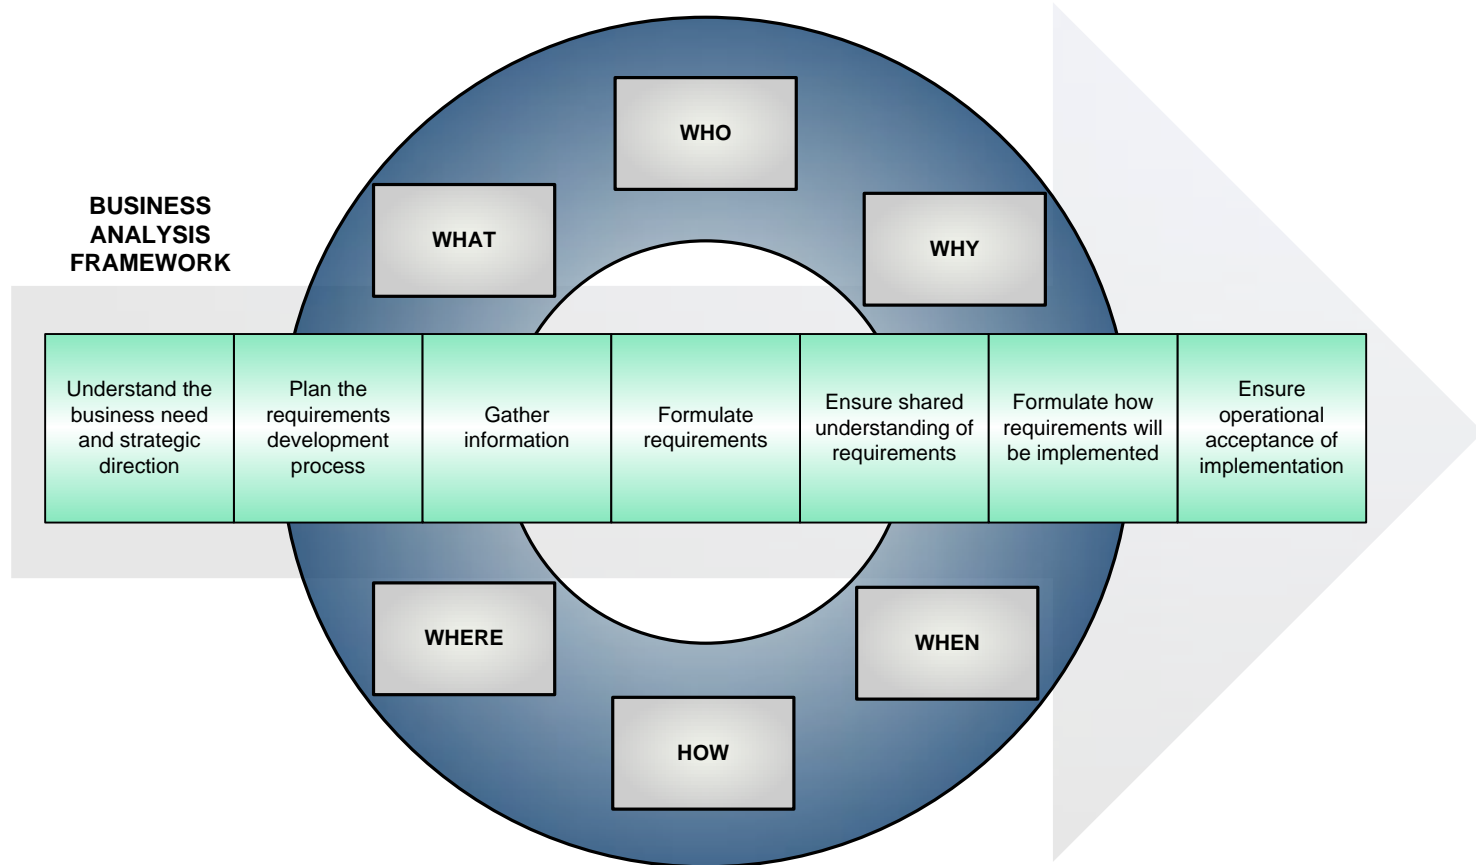 WHO
WHAT
WHY
BUSINESS
ANALYSIS
FRAMEWORK
Understand the
business need
and strategic
direction
Plan the
requirements
development
process
Gather
information
Formulate
requirements
Ensure shared
understanding of
requirements
Formulate how
requirements will
be implemented
Ensure
operational
acceptance of
implementation
WHERE
WHEN
HOW